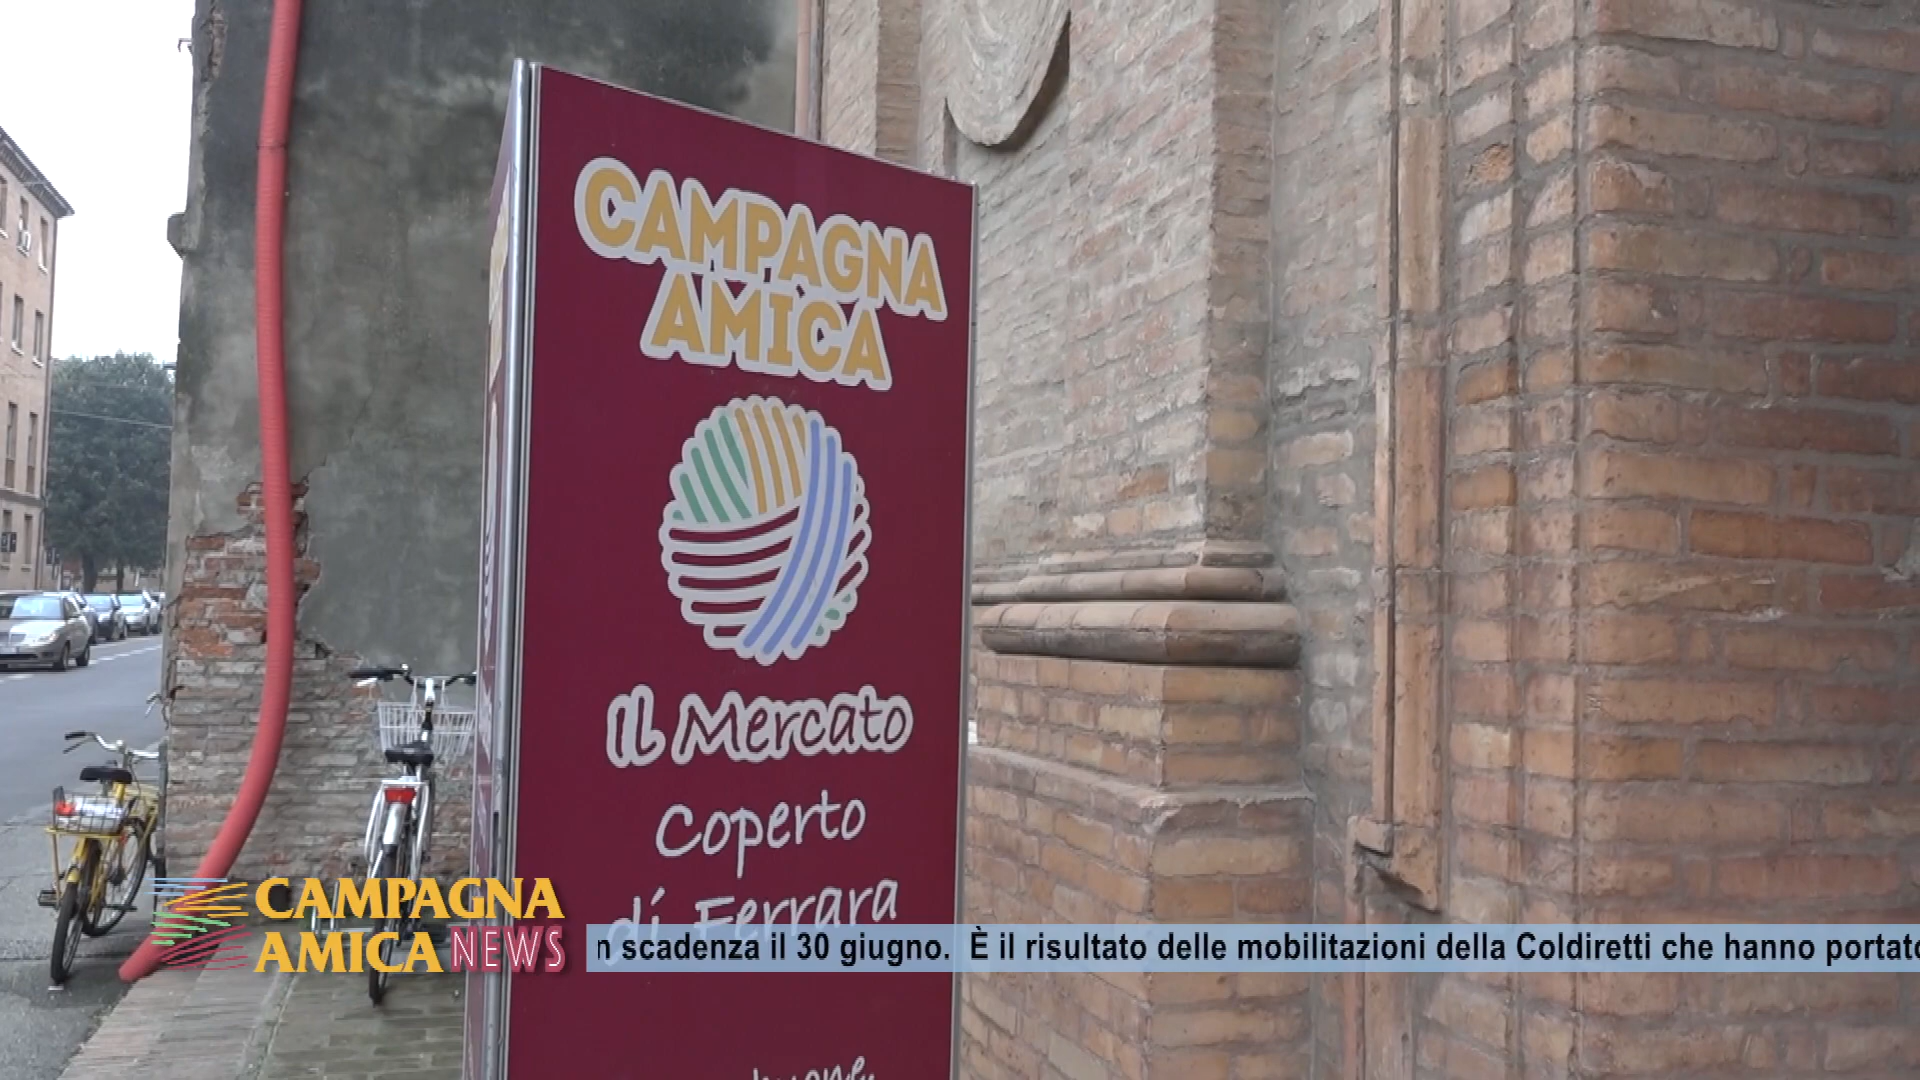 CAMPAGNA
AMICA
Il Mercato
Coperto
di Ferrara
CAMPAGNA
AMICA NEWS
n scadenza il 30 giugno. È il risultato delle mobilitazioni della Coldiretti che hanno portato